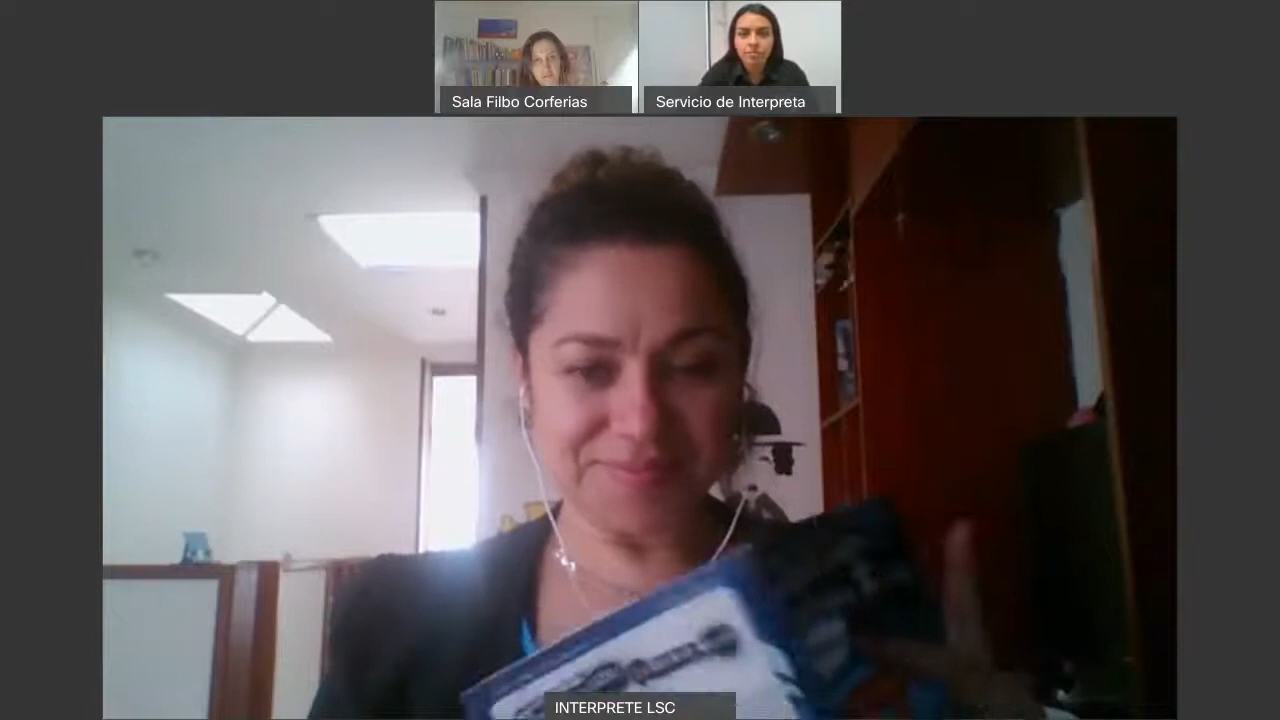 Sala Filbo Corferias
Servicio de Interpreta
INTERPRETE LSC